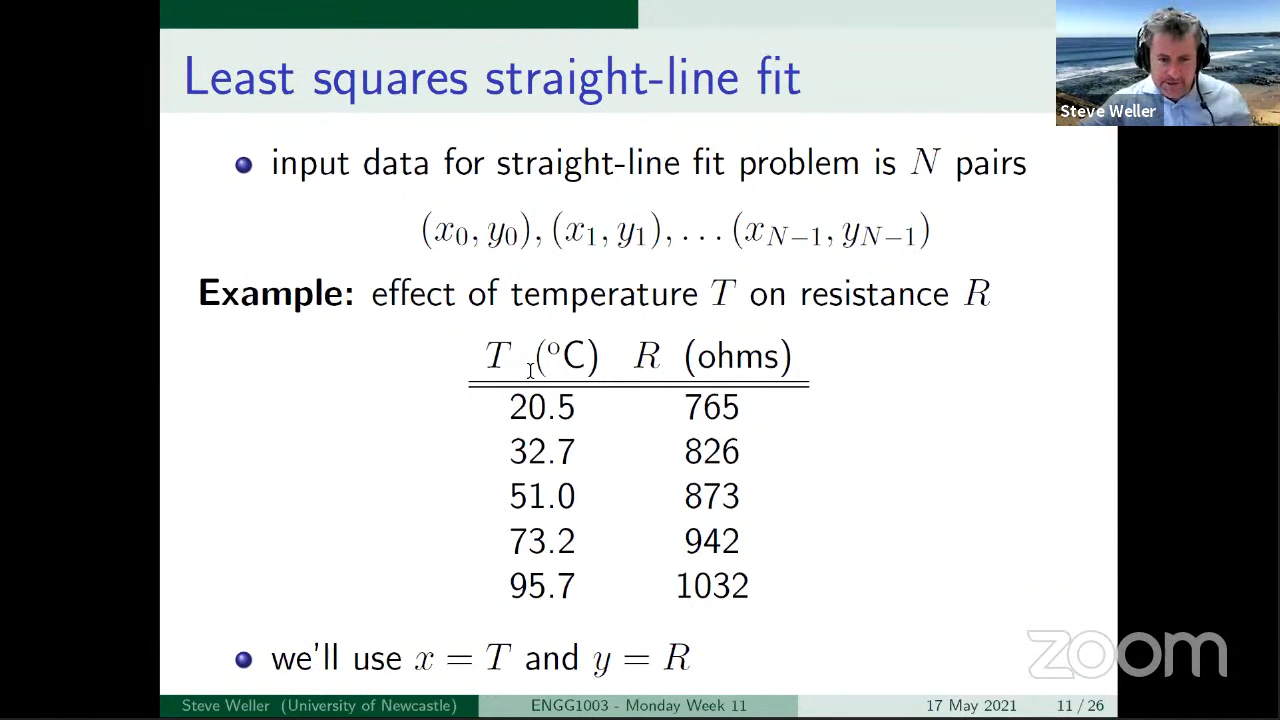 Least squares straight-line fit
Steve Weller
input data for straight-line fit problem is N pairs
(x₀, y₀), (x₁, y₁), . . . (x_{N−1}, y_{N−1})
Example: effect of temperature T on resistance R
T (°C) R (ohms)
20.5 765
32.7 826
51.0 873
73.2 942
95.7 1032
we'll use x = T and y = R
zoom
Steve Weller (University of Newcastle) ENGG1003 - Monday Week 11 17 May 2021 11 / 26